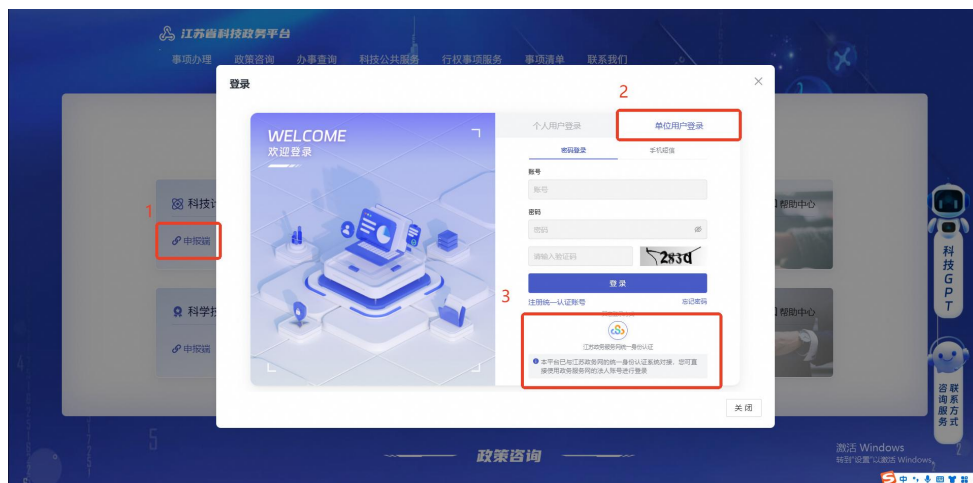 江苏省科技政务平台
事项办理 政策咨询 办事查询 科技公共服务 行权事项服务 事项清单 联系我们
登录
2
个人用户登录 单位用户登录
WELCOME
欢迎登录
密码登录 手机短信
账号
账号
密码
密码
请输入验证码 283d
登录
3
注册统一认证账号 忘记密码
江苏政务服务网统一身份认证
本平台已与江苏政务网的统一身份认证系统对接，您可直
接使用政务服务网的法人账号进行登录
关闭
1
科技计
申报端
科学技
申报端
帮助中心
帮助中心
科技GPT
咨询服务
联系方式
政策咨询
激活 Windows
转到"设置"以激活 Windows。
中